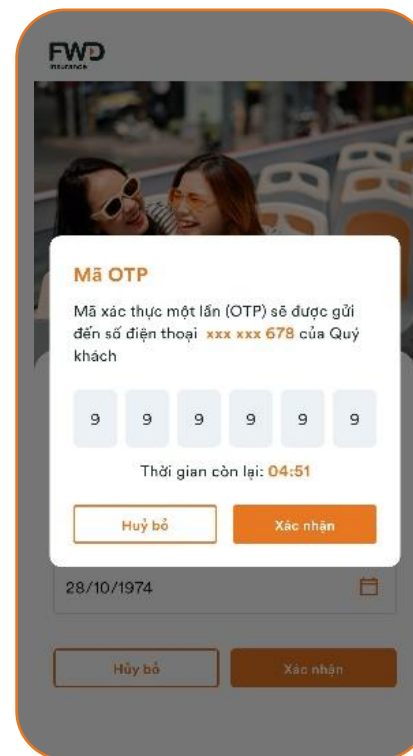 FWD
insurance
Mã OTP
Mã xác thực một lần (OTP) sẽ được gửi
đến số điện thoại xxx xxx 678 của Quý
khách
9 9 9 9 9 9
Thời gian còn lại: 04:51
Huỷ bỏ Xác nhận
28/10/1974
Hủy bỏ Xác nhận